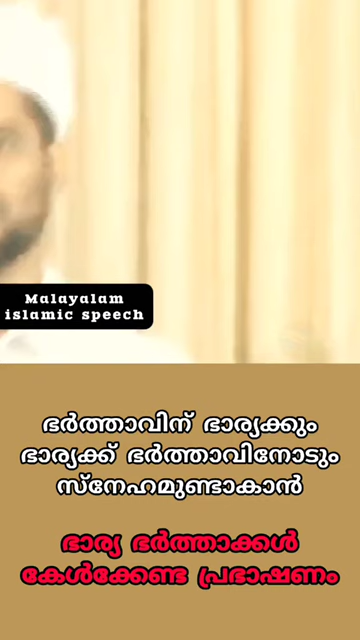 Malayalam
islamic speech
ഭർത്താവിന് ഭാര്യക്കും
ഭാര്യക്ക് ഭർത്താവിനോടും
സ്നേഹമുണ്ടാകാൻ
ഭാര്യ ഭർത്താക്കൾ
കേൾക്കേണ്ട പ്രഭാഷണം